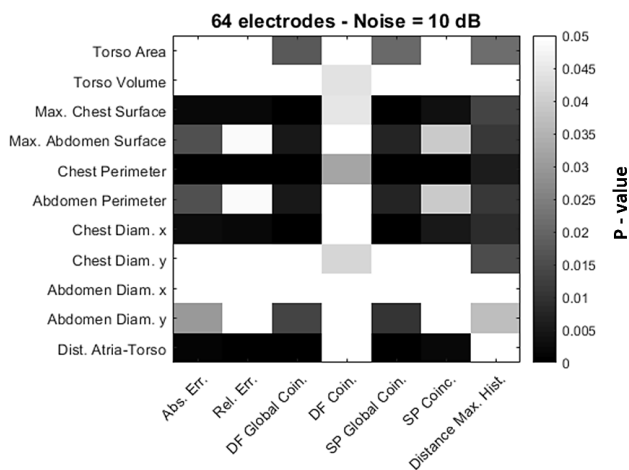 64 electrodes - Noise = 10 dB
Torso Area
Torso Volume
Max. Chest Surface
Max. Abdomen Surface
Chest Perimeter
Abdomen Perimeter
Chest Diam. x
Chest Diam. y
Abdomen Diam. x
Abdomen Diam. y
Dist. Atria-Torso
Abs. Err.
Rel. Err.
DF Global Coin.
DF Coin.
SP Global Coin.
SP Coinc.
Distance Max. Hist.
0.05
0.045
0.04
0.035
0.03
0.025
0.02
0.015
0.01
0.005
0
P - value